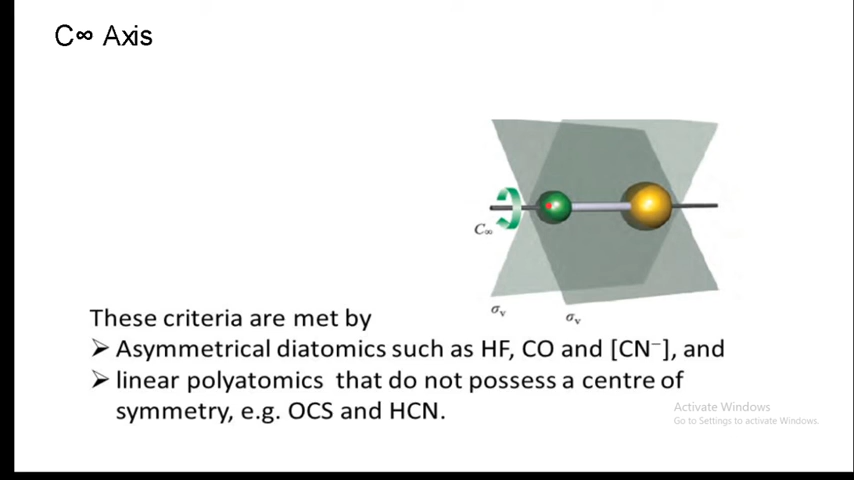 C∞ Axis
C∞
σv
σv
These criteria are met by
➢ Asymmetrical diatomics such as HF, CO and [CN⁻], and
➢ linear polyatomics that do not possess a centre of
symmetry, e.g. OCS and HCN.
Activate Windows
Go to Settings to activate Windows.